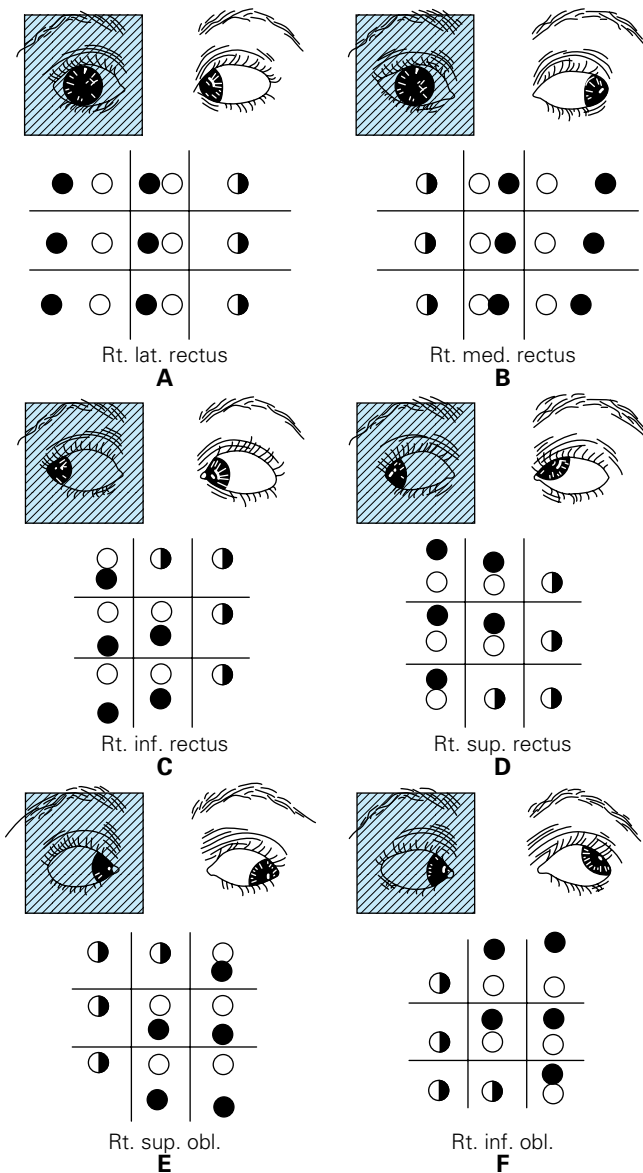 Rt. lat. rectus
A
Rt. med. rectus
B
Rt. inf. rectus
C
Rt. sup. rectus
D
Rt. sup. obl.
E
Rt. inf. obl.
F